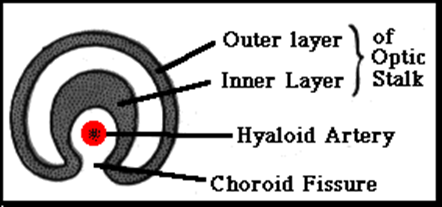 Outer layer
Inner Layer
of
Optic
Stalk
Hyaloid Artery
Choroid Fissure